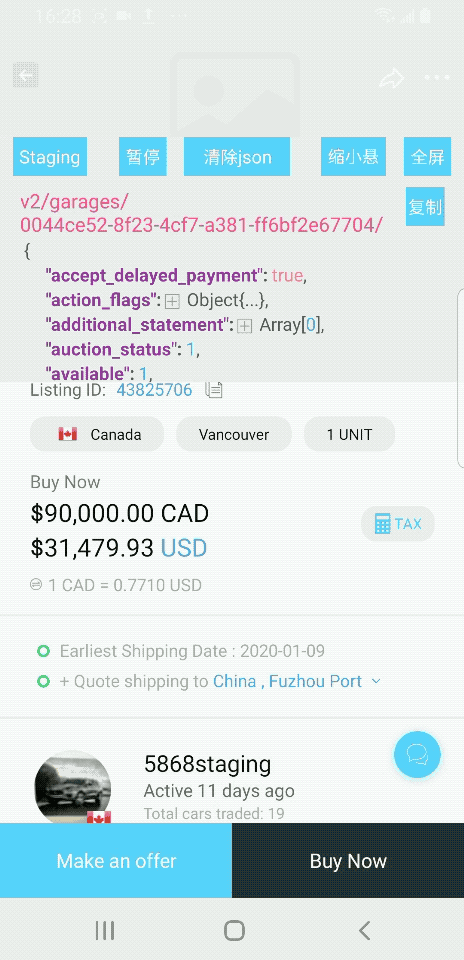 16:28
Staging
暂停
清除json
缩小悬
全屏
v2/garages/
复制
0044ce52-8f23-4cf7-a381-ff6bf2e67704/
{
"accept_delayed_payment": true,
"action_flags": Object{...},
"additional_statement": Array[0],
"auction_status": 1,
"available": 1,
Listing ID: 43825706
Canada
Vancouver
1 UNIT
Buy Now
$90,000.00 CAD
$31,479.93 USD
TAX
1 CAD = 0.7710 USD
Earliest Shipping Date : 2020-01-09
+ Quote shipping to China , Fuzhou Port
5868staging
Active 11 days ago
Total cars traded: 19
Make an offer
Buy Now